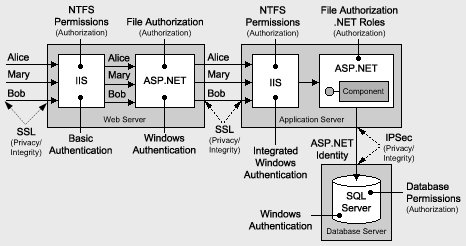 NTFS
Permissions
(Authorization)
File Authorization
(Authorization)
NTFS
Permissions
(Authorization)
File Authorization
.NET Roles
(Authorization)
Alice
Mary
Bob
IIS
Alice
Mary
Bob
ASP.NET
Alice
Mary
Bob
IIS
ASP.NET
Component
Web Server
Application Server
SSL
(Privacy/
Integrity)
Basic
Authentication
Windows
Authentication
SSL
(Privacy/
Integrity)
Integrated
Windows
Authentication
ASP.NET
Identity
IPSec
(Privacy/
Integrity)
SQL
Server
Database
Permissions
(Authorization)
Windows
Authentication
Database Server